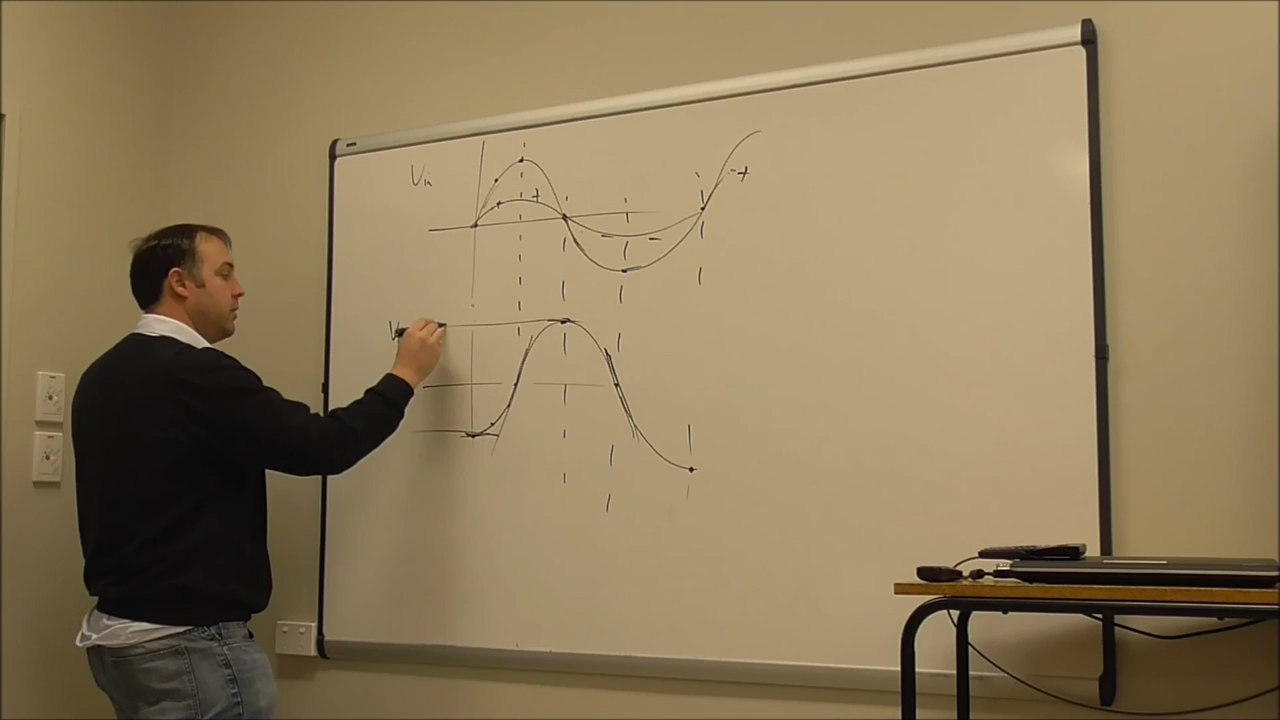 Vin
+ +
- -
+